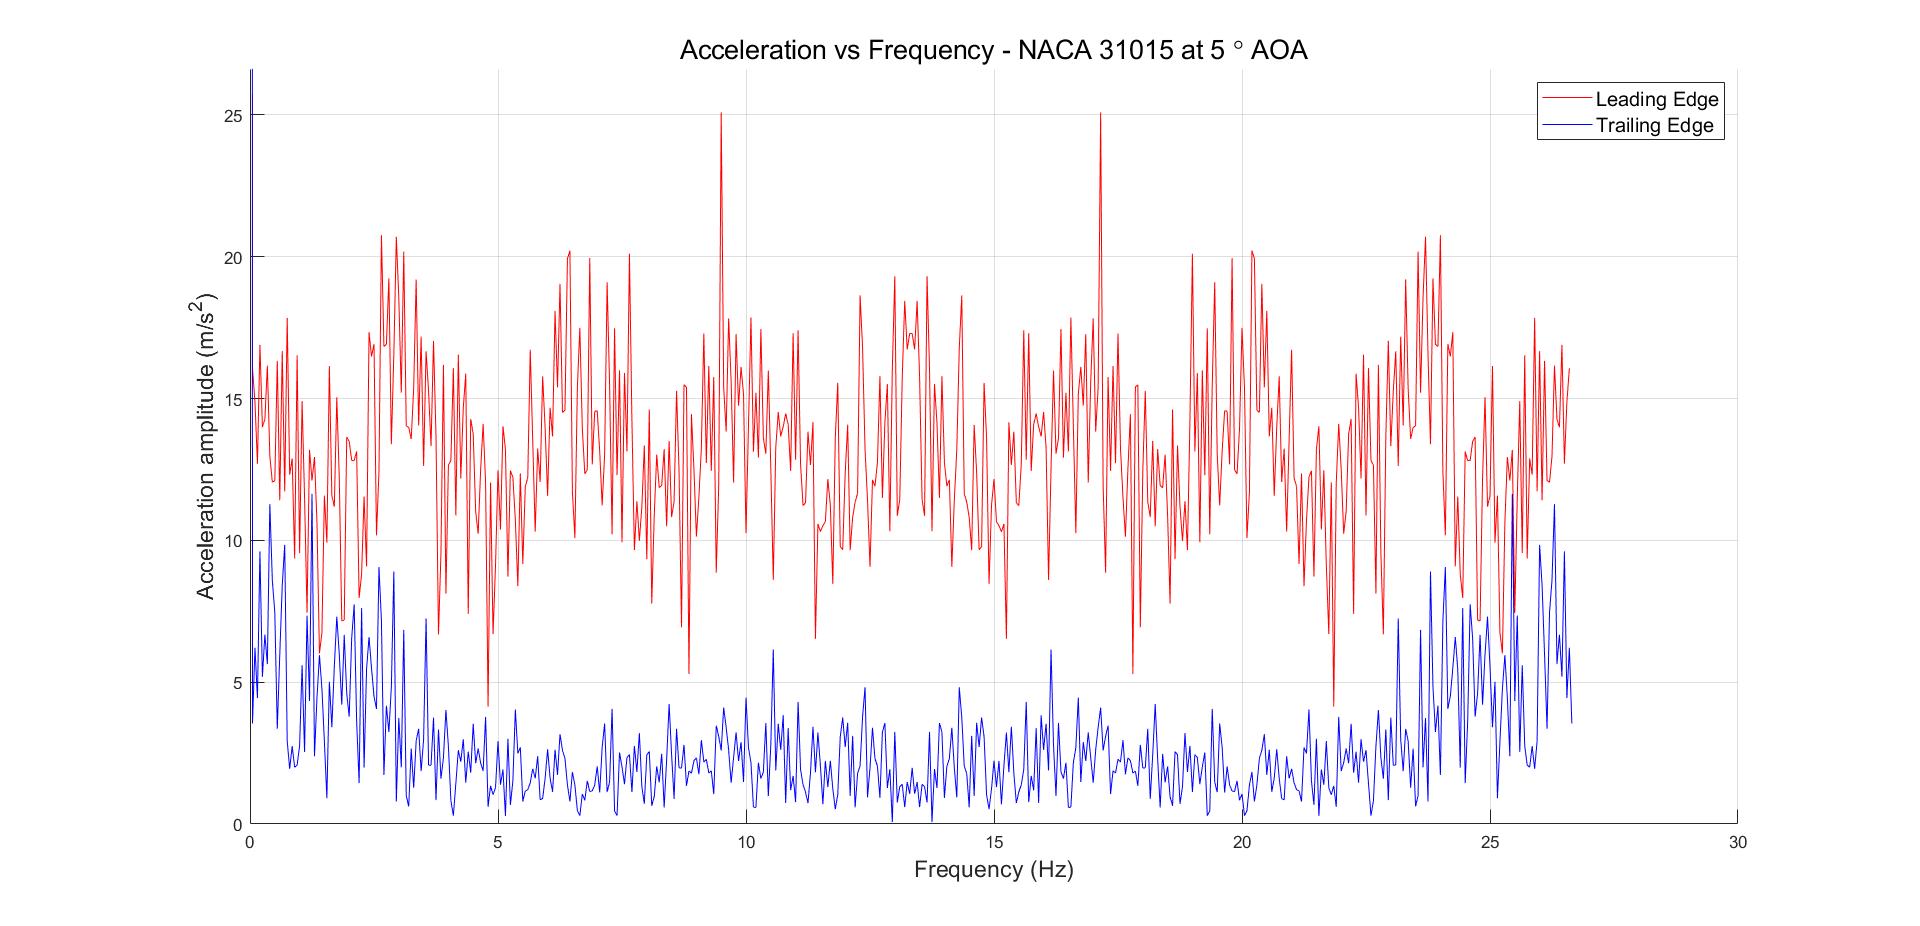 Acceleration vs Frequency - NACA 31015 at 5 ° AOA
Leading Edge
Trailing Edge
Acceleration amplitude (m/s²)
25
20
15
10
5
0
0 5 10 15 20 25 30
Frequency (Hz)